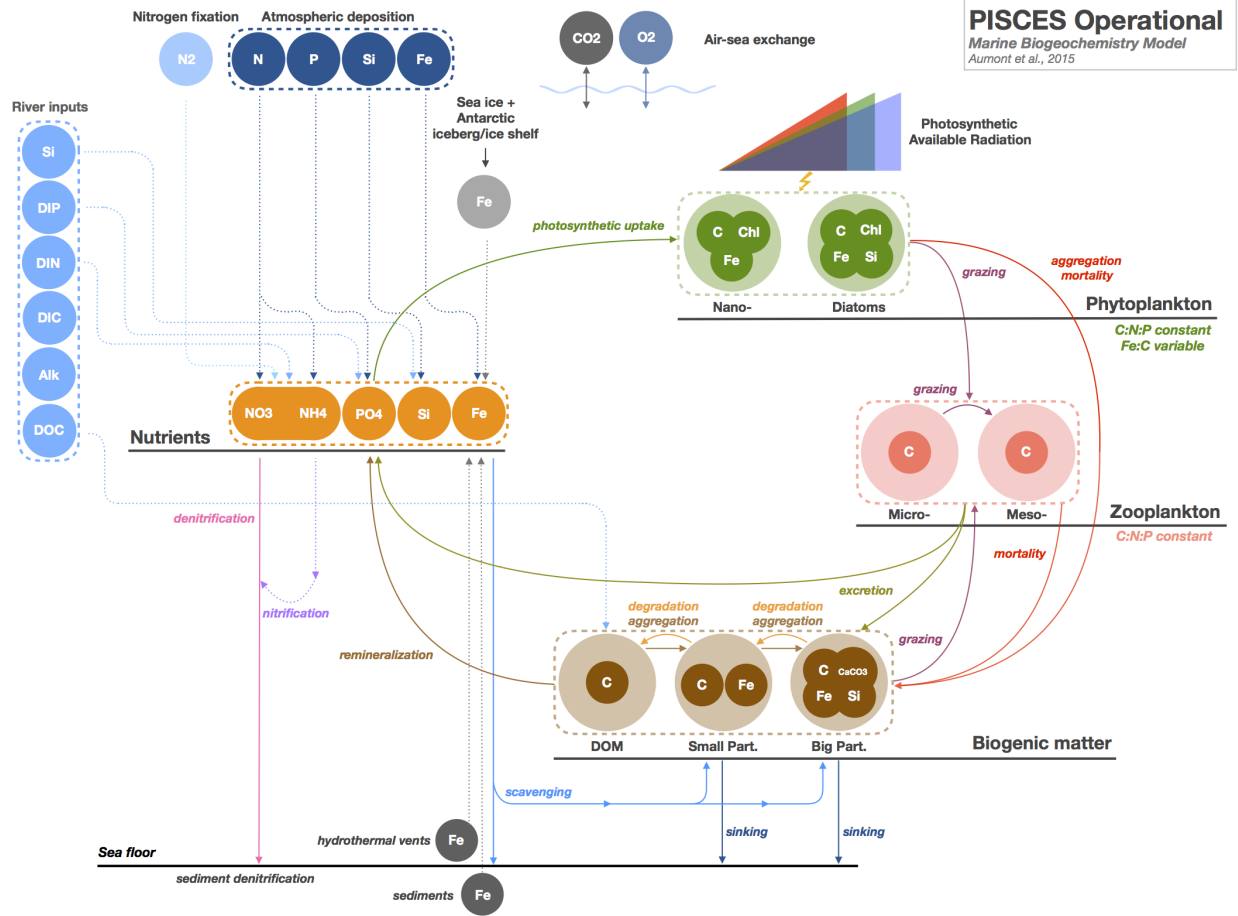 PISCES Operational
Marine Biogeochemistry Model
Aumont et al., 2015
Nitrogen fixation
Atmospheric deposition
N2
N
P
Si
Fe
CO2
O2
Air-sea exchange
River inputs
Si
DIP
DIN
DIC
Alk
DOC
Sea ice +
Antarctic
iceberg/ice shelf
Fe
Photosynthetic
Available Radiation
photosynthetic uptake
C
Chl
Fe
C
Chl
Fe
Si
Nano-
Diatoms
grazing
aggregation
mortality
Phytoplankton
C:N:P constant
Fe:C variable
NO3
NH4
PO4
Si
Fe
Nutrients
grazing
C
C
Micro-
Meso-
Zooplankton
C:N:P constant
denitrification
nitrification
remineralization
mortality
excretion
degradation
aggregation
degradation
aggregation
grazing
C
C
Fe
C
CaCO3
Fe
Si
DOM
Small Part.
Big Part.
Biogenic matter
scavenging
sinking
sinking
hydrothermal vents
Fe
Sea floor
sediment denitrification
sediments
Fe